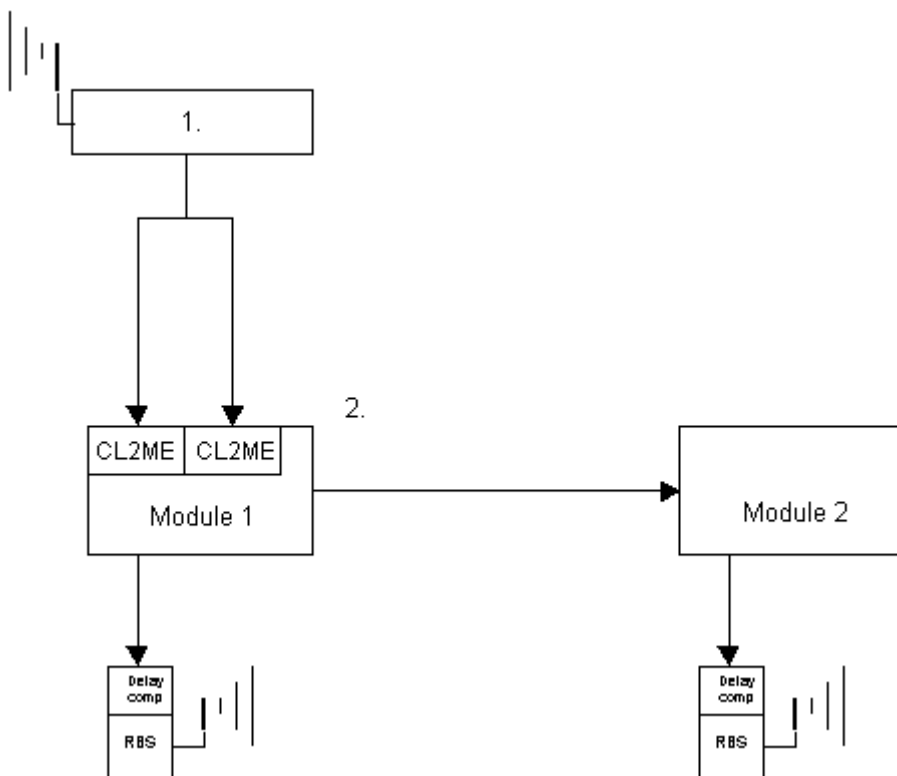 1.
2.
CL2ME CL2ME
Module 1
Module 2
Delay
comp
RBS
Delay
comp
RBS